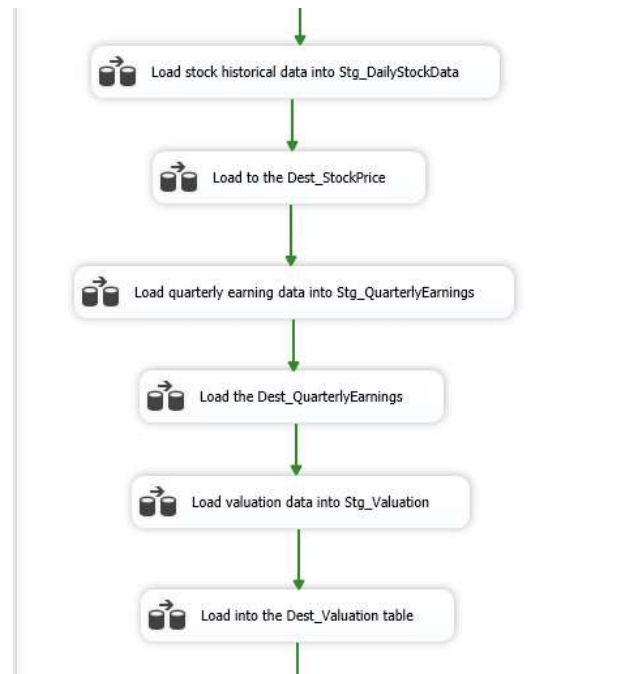 Load stock historical data into Stg_DailyStockData
Load to the Dest_StockPrice
Load quarterly earning data into Stg_QuarterlyEarnings
Load the Dest_QuarterlyEarnings
Load valuation data into Stg_Valuation
Load into the Dest_Valuation table